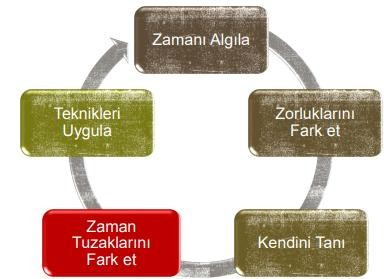 Zamanı Algıla
Zorluklarını
Fark et
Kendini Tanı
Zaman
Tuzaklarını
Fark et
Teknikleri
Uygula